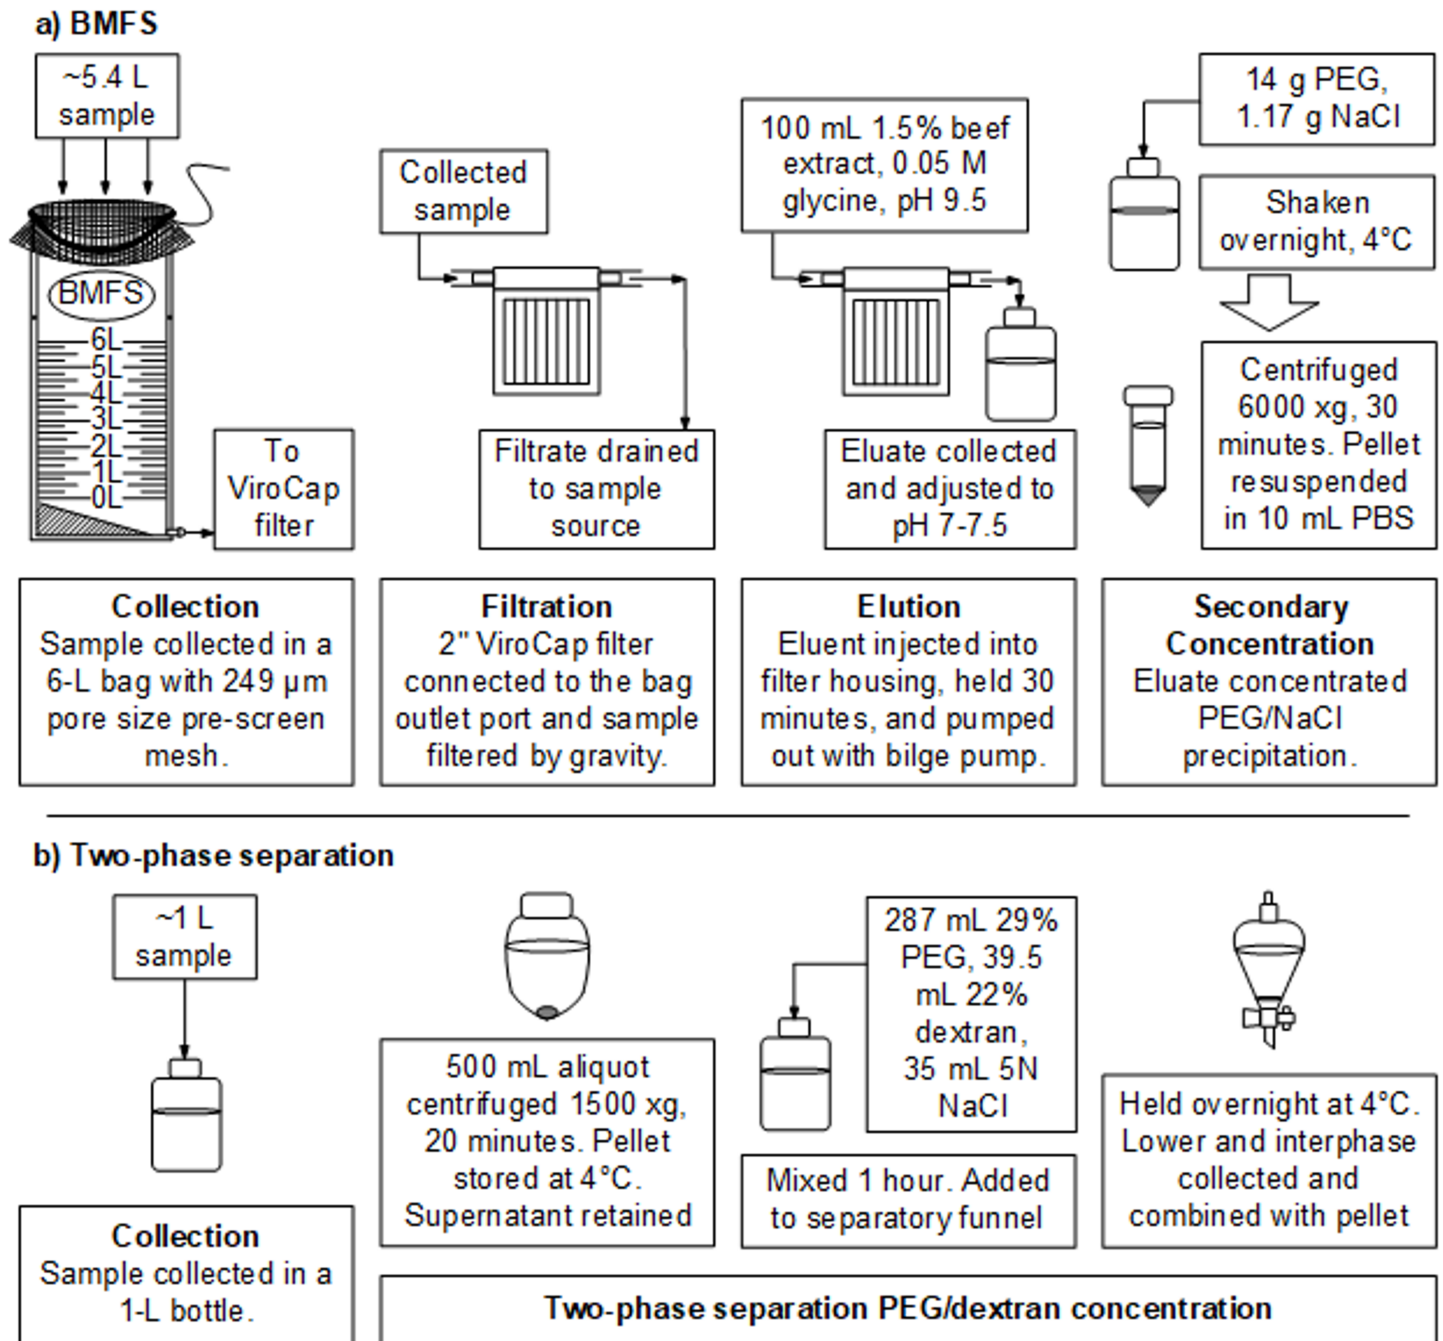 a) BMFS
~5.4 L
sample
BMFS
6L
5L
4L
3L
2L
1L
0L
To
ViroCap
filter
Collection
Sample collected in a
6-L bag with 249 µm
pore size pre-screen
mesh.
Collected
sample
Filtrate drained
to sample
source
Filtration
2" ViroCap filter
connected to the bag
outlet port and sample
filtered by gravity.
100 mL 1.5% beef
extract, 0.05 M
glycine, pH 9.5
Eluate collected
and adjusted to
pH 7-7.5
Elution
Eluent injected into
filter housing, held 30
minutes, and pumped
out with bilge pump.
14 g PEG,
1.17 g NaCl
Shaken
overnight, 4°C
Centrifuged
6000 xg, 30
minutes. Pellet
resuspended
in 10 mL PBS
Secondary
Concentration
Eluate concentrated
PEG/NaCl
precipitation.
b) Two-phase separation
~1 L
sample
Collection
Sample collected in a
1-L bottle.
500 mL aliquot
centrifuged 1500 xg,
20 minutes. Pellet
stored at 4°C.
Supernatant retained
287 mL 29%
PEG, 39.5
mL 22%
dextran,
35 mL 5N
NaCl
Mixed 1 hour. Added
to separatory funnel
Held overnight at 4°C.
Lower and interphase
collected and
combined with pellet
Two-phase separation PEG/dextran concentration